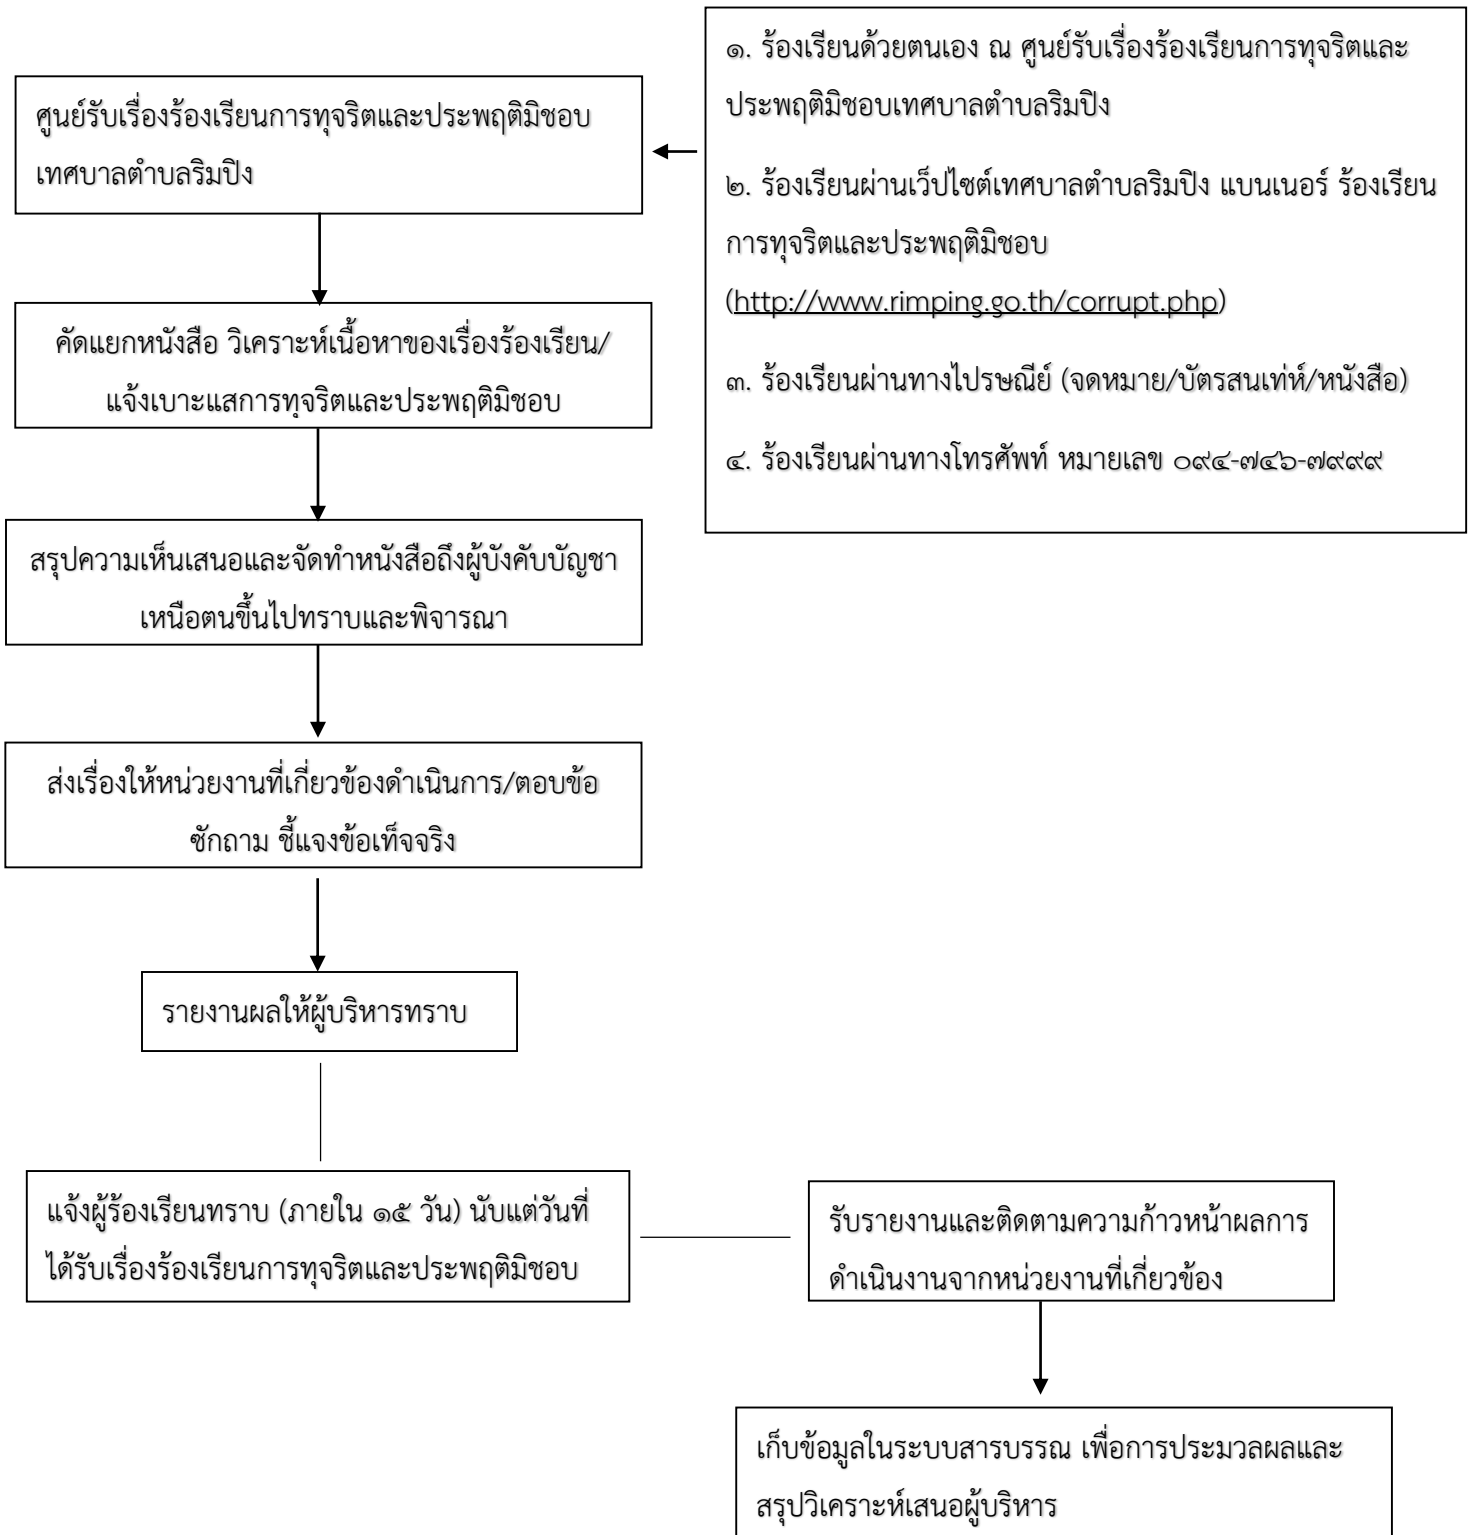 ๑. ร้องเรียนด้วยตนเอง ณ ศูนย์รับเรื่องร้องเรียนการทุจริตและ
ประพฤติมิชอบเทศบาลตำบลริมปิง
๒. ร้องเรียนผ่านเว็ปไซต์เทศบาลตำบลริมปิง แบนเนอร์ ร้องเรียน
การทุจริตและประพฤติมิชอบ
(http://www.rimping.go.th/corrupt.php)
๓. ร้องเรียนผ่านทางไปรษณีย์ (จดหมาย/บัตรสนเท่ห์/หนังสือ)
๔. ร้องเรียนผ่านทางโทรศัพท์ หมายเลข ๐๙๔-๗๔๖-๗๙๙๙
ศูนย์รับเรื่องร้องเรียนการทุจริตและประพฤติมิชอบ
เทศบาลตำบลริมปิง
คัดแยกหนังสือ วิเคราะห์เนื้อหาของเรื่องร้องเรียน/
แจ้งเบาะแสการทุจริตและประพฤติมิชอบ
สรุปความเห็นเสนอและจัดทำหนังสือถึงผู้บังคับบัญชา
เหนือตนขึ้นไปทราบและพิจารณา
ส่งเรื่องให้หน่วยงานที่เกี่ยวข้องดำเนินการ/ตอบข้อ
ซักถาม ชี้แจงข้อเท็จจริง
รายงานผลให้ผู้บริหารทราบ
แจ้งผู้ร้องเรียนทราบ (ภายใน ๑๕ วัน) นับแต่วันที่
ได้รับเรื่องร้องเรียนการทุจริตและประพฤติมิชอบ
รับรายงานและติดตามความก้าวหน้าผลการ
ดำเนินงานจากหน่วยงานที่เกี่ยวข้อง
เก็บข้อมูลในระบบสารบรรณ เพื่อการประมวลผลและ
สรุปวิเคราะห์เสนอผู้บริหาร